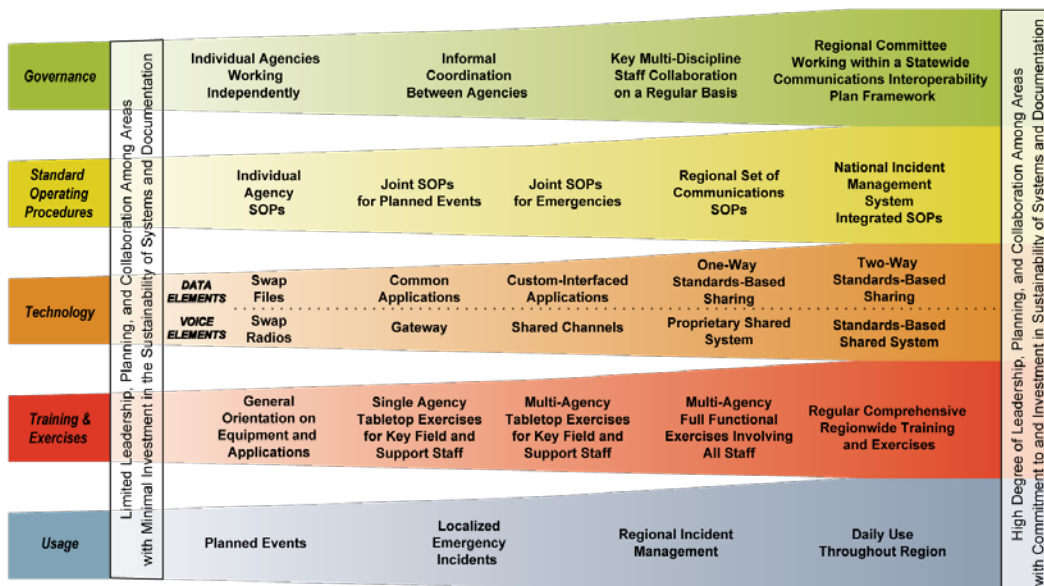 Governance
Limited Leadership, Planning, and Collaboration Among Areas
with Minimal Investment in the Sustainability of Systems and Documentation
Individual Agencies
Working
Independently
Informal
Coordination
Between Agencies
Key Multi-Discipline
Staff Collaboration
on a Regular Basis
Regional Committee
Working within a Statewide
Communications Interoperability
Plan Framework
High Degree of Leadership, Planning, and Collaboration Among Areas
with Commitment to and Investment in Sustainability of Systems and Documentation
Standard
Operating
Procedures
Individual
Agency
SOPs
Joint SOPs
for Planned Events
Joint SOPs
for Emergencies
Regional Set of
Communications
SOPs
National Incident
Management
System
Integrated SOPs
Technology
DATA
ELEMENTS
Swap
Files
Common
Applications
Custom-Interfaced
Applications
One-Way
Standards-Based
Sharing
Two-Way
Standards-Based
Sharing
VOICE
ELEMENTS
Swap
Radios
Gateway
Shared Channels
Proprietary Shared
System
Standards-Based
Shared System
Training &
Exercises
General
Orientation on
Equipment and
Applications
Single Agency
Tabletop Exercises
for Key Field and
Support Staff
Multi-Agency
Tabletop Exercises
for Key Field and
Support Staff
Multi-Agency
Full Functional
Exercises Involving
All Staff
Regular Comprehensive
Regionwide Training
and Exercises
Usage
Planned Events
Localized
Emergency
Incidents
Regional Incident
Management
Daily Use
Throughout Region